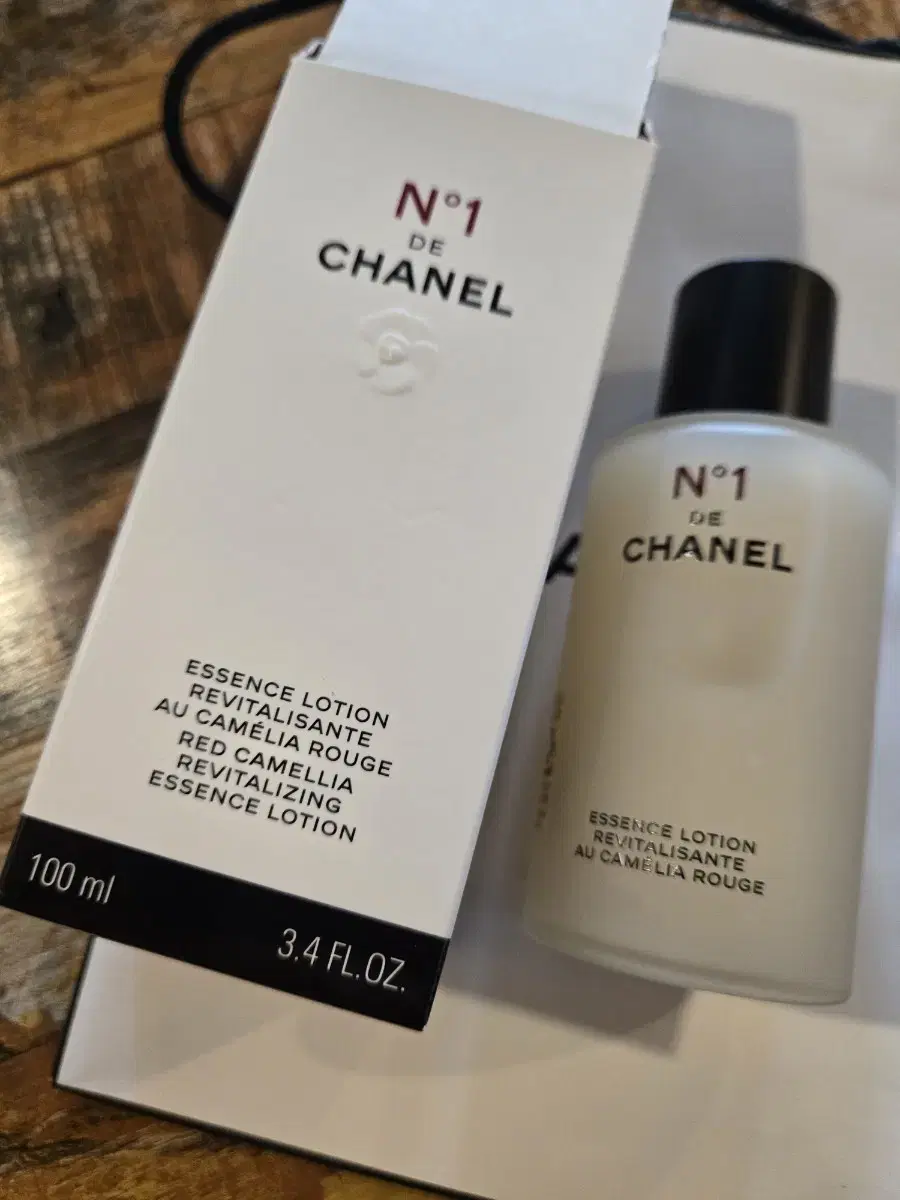 N°1
DE
CHANEL
ESSENCE LOTION
REVITALISANTE
AU CAMÉLIA ROUGE
RED CAMELLIA
REVITALIZING
ESSENCE LOTION
100 ml
3.4 FL.OZ.
N°1
DE
CHANEL
ESSENCE LOTION
REVITALISANTE
AU CAMÉLIA ROUGE